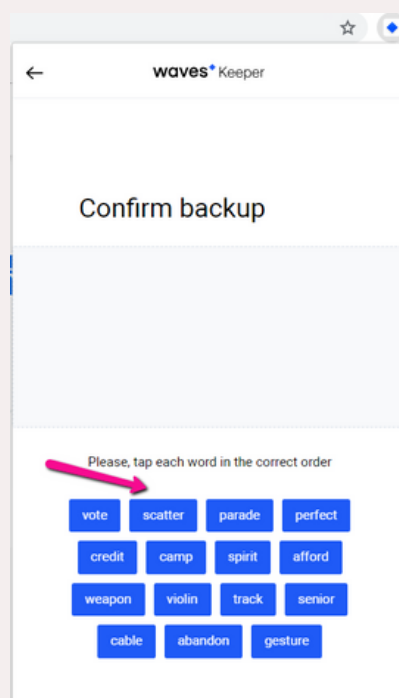 waves Keeper
Confirm backup
Please, tap each word in the correct order
vote scatter parade perfect
credit camp spirit afford
weapon violin track senior
cable abandon gesture